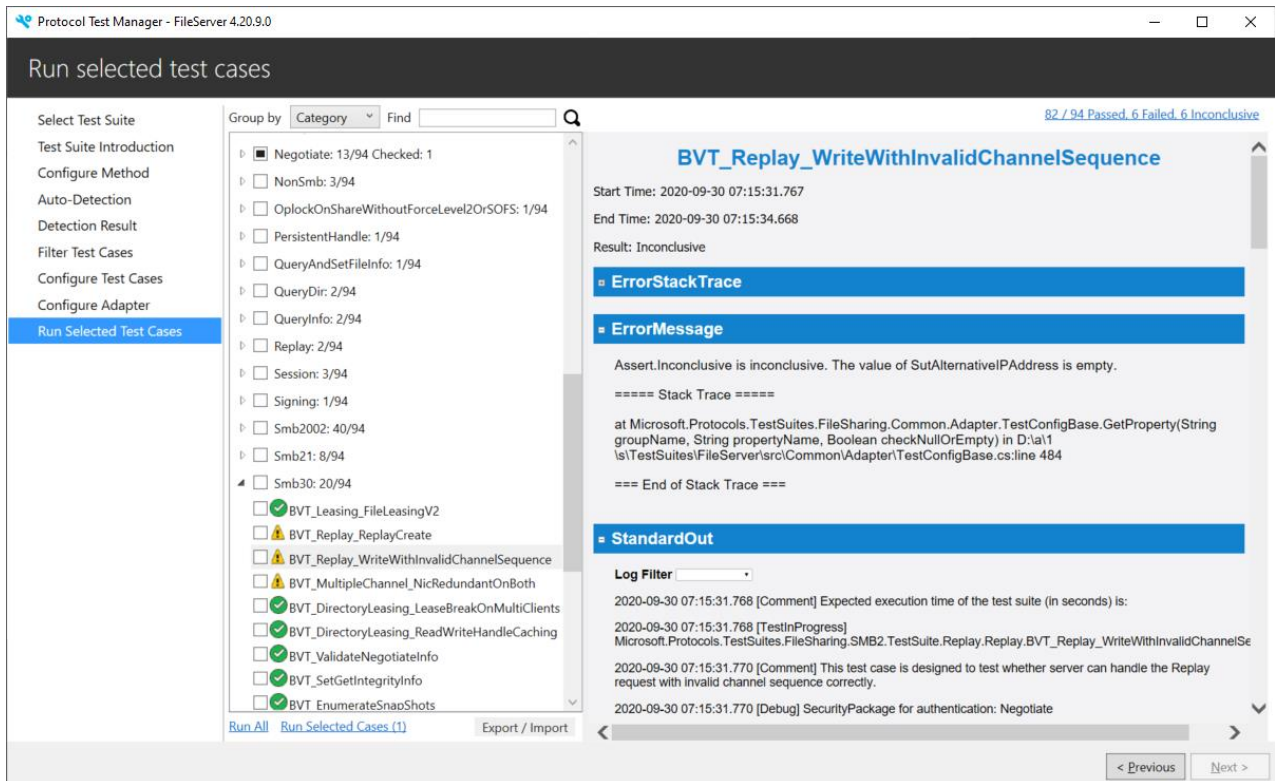 Protocol Test Manager - FileServer 4.20.9.0
Run selected test cases
Select Test Suite
Test Suite Introduction
Configure Method
Auto-Detection
Detection Result
Filter Test Cases
Configure Test Cases
Configure Adapter
Run Selected Test Cases
Group by Category Find
Negotiate: 13/94 Checked: 1
NonSmb: 3/94
OplockOnShareWithoutForceLevel2OrSOFS: 1/94
PersistentHandle: 1/94
QueryAndSetFileInfo: 1/94
QueryDir: 2/94
QueryInfo: 2/94
Replay: 2/94
Session: 3/94
Signing: 1/94
Smb2002: 40/94
Smb21: 8/94
Smb30: 20/94
BVT_Leasing_FileLeasingV2
BVT_Replay_ReplayCreate
BVT_Replay_WriteWithInvalidChannelSequence
BVT_MultipleChannel_NicRedundantOnBoth
BVT_DirectoryLeasing_LeaseBreakOnMultiClients
BVT_DirectoryLeasing_ReadWriteHandleCaching
BVT_ValidateNegotiateInfo
BVT_SetGetIntegrityInfo
BVT_EnumerateSnapShots
Run All Run Selected Cases (1) Export / Import
82 / 94 Passed, 6 Failed, 6 Inconclusive
BVT_Replay_WriteWithInvalidChannelSequence
Start Time: 2020-09-30 07:15:31.767
End Time: 2020-09-30 07:15:34.668
Result: Inconclusive
ErrorStackTrace
ErrorMessage
Assert.Inconclusive is inconclusive. The value of SutAlternativeIPAddress is empty.
===== Stack Trace =====
at Microsoft.Protocols.TestSuites.FileSharing.Common.Adapter.TestConfigBase.GetProperty(String
groupName, String propertyName, Boolean checkNullOrEmpty) in D:\a\1
\s\TestSuites\FileServer\src\Common\Adapter\TestConfigBase.cs:line 484
=== End of Stack Trace ===
StandardOut
Log Filter
2020-09-30 07:15:31.768 [Comment] Expected execution time of the test suite (in seconds) is:
2020-09-30 07:15:31.768 [TestInProgress]
Microsoft.Protocols.TestSuites.FileSharing.SMB2.TestSuite.Replay.Replay.BVT_Replay_WriteWithInvalidChannelSe
2020-09-30 07:15:31.770 [Comment] This test case is designed to test whether server can handle the Replay
request with invalid channel sequence correctly.
2020-09-30 07:15:31.770 [Debug] SecurityPackage for authentication: Negotiate
< Previous Next >